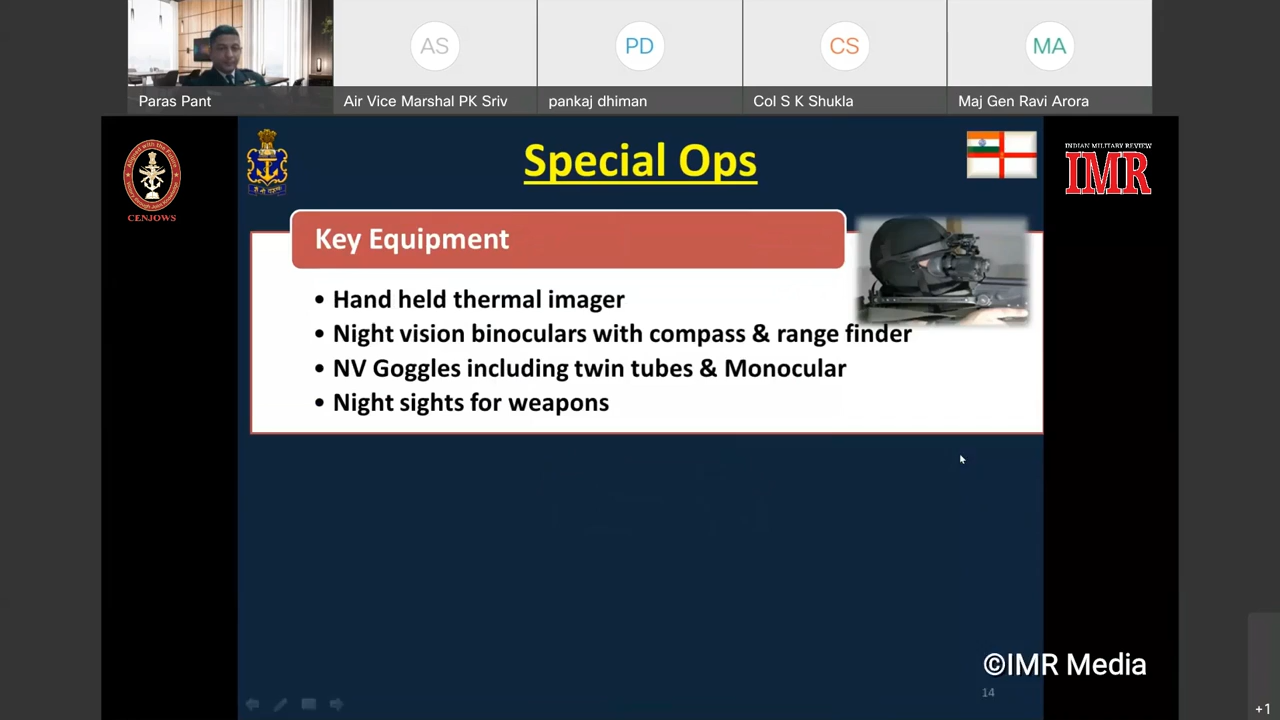 AS
PD
CS
MA
Paras Pant
Air Vice Marshal PK Sriv
pankaj dhiman
Col S K Shukla
Maj Gen Ravi Arora
CENJOWS
Special Ops
INDIAN MILITARY REVIEW
IMR
Key Equipment
• Hand held thermal imager
• Night vision binoculars with compass & range finder
• NV Goggles including twin tubes & Monocular
• Night sights for weapons
©IMR Media
14
+1